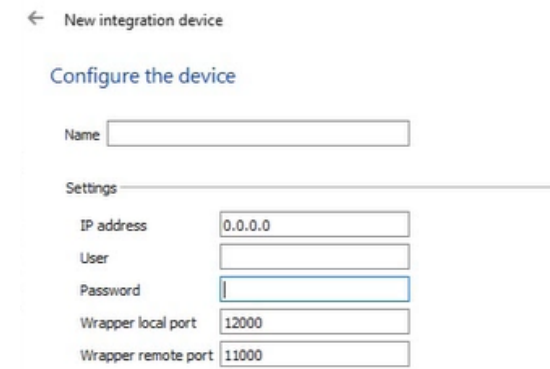 New integration device
Configure the device
Name
Settings
IP address 0.0.0.0
User
Password
Wrapper local port 12000
Wrapper remote port 11000